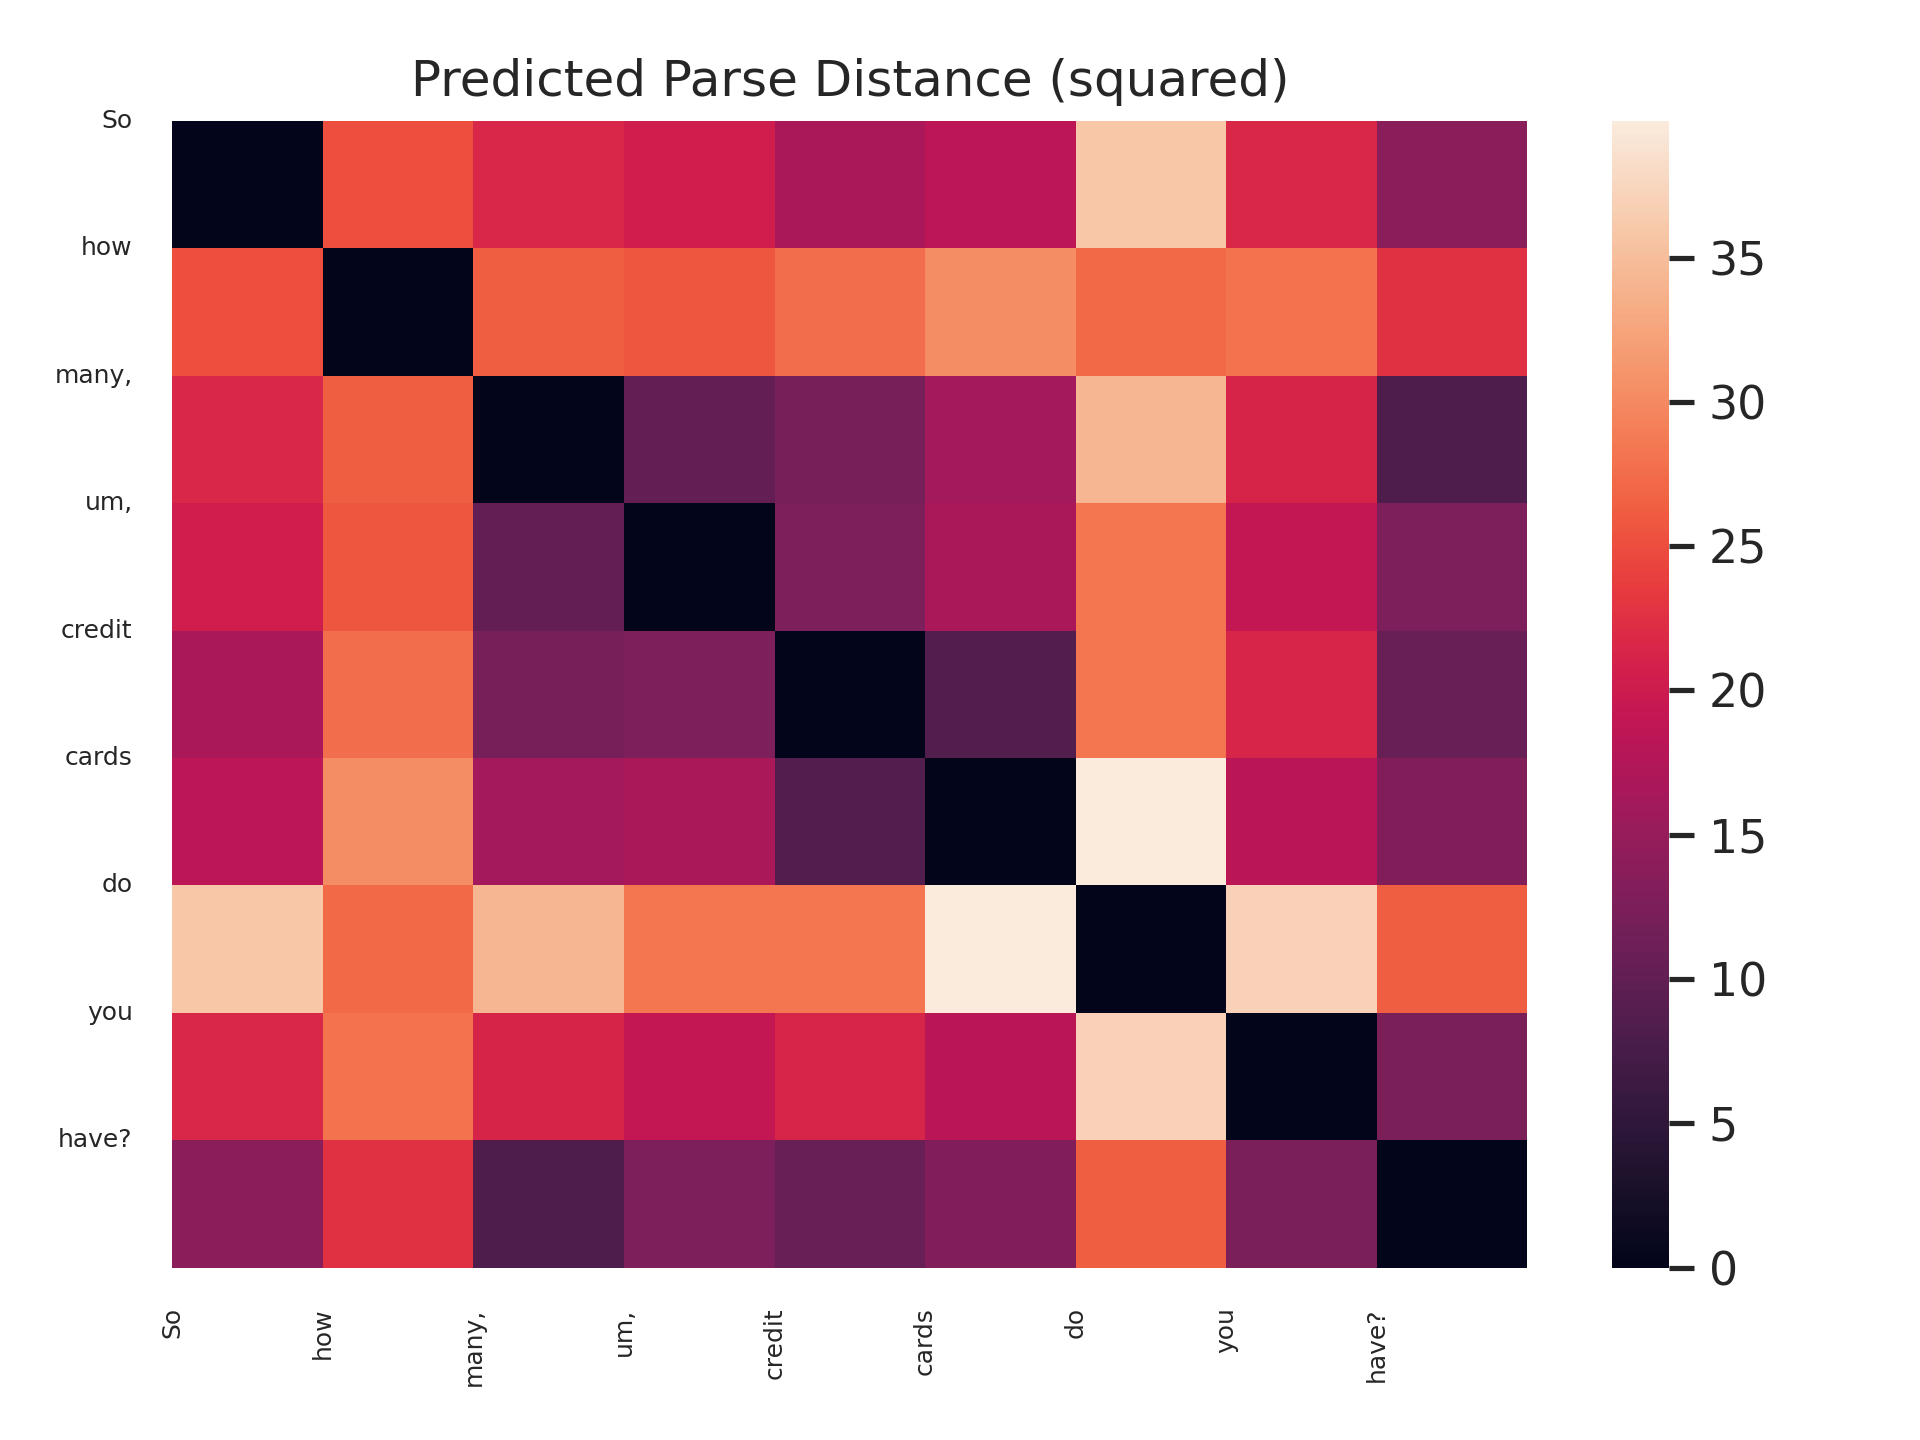 Predicted Parse Distance (squared)
So
how
many,
um,
credit
cards
do
you
have?
So
how
many,
um,
credit
cards
do
you
have?
35
30
25
20
15
10
5
0